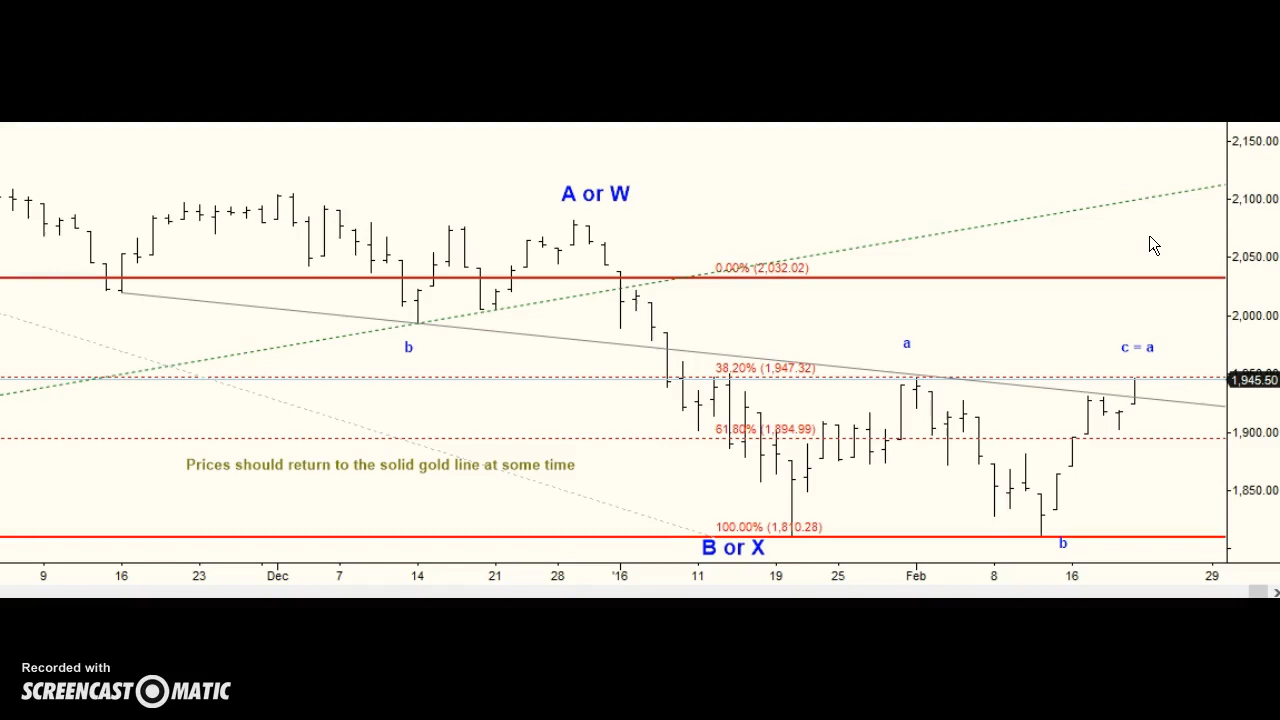 2,150.00
A or W
2,100.00
2,050.00
0.00% (2,032.02)
2,000.00
b
a
c = a
38.20% (1,947.32)
1,945.50
61.80% (1,894.99)
1,900.00
Prices should return to the solid gold line at some time
1,850.00
100.00% (1,810.28)
B or X
b
9 16 23 Dec 7 14 21 28 '16 11 19 25 Feb 8 16 29
Recorded with
SCREENCAST MATIC